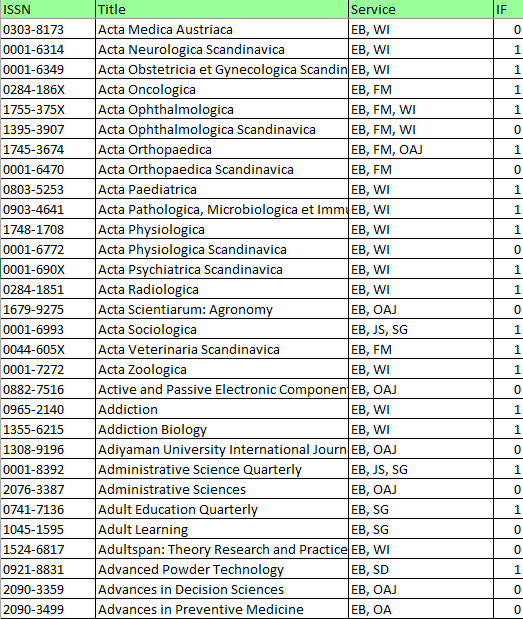 ISSN Title Service IF
0303-8173 Acta Medica Austriaca EB, WI 0
0001-6314 Acta Neurologica Scandinavica EB, WI 1
0001-6349 Acta Obstetricia et Gynecologica Scandin EB, WI 1
0284-186X Acta Oncologica EB, FM 1
1755-375X Acta Ophthalmologica EB, FM, WI 1
1395-3907 Acta Ophthalmologica Scandinavica EB, FM, WI 0
1745-3674 Acta Orthopaedica EB, FM, OAJ 1
0001-6470 Acta Orthopaedica Scandinavica EB, FM 0
0803-5253 Acta Paediatrica EB, WI 1
0903-4641 Acta Pathologica, Microbiologica et Immu EB, WI 1
1748-1708 Acta Physiologica EB, WI 1
0001-6772 Acta Physiologica Scandinavica EB, WI 0
0001-690X Acta Psychiatrica Scandinavica EB, WI 1
0284-1851 Acta Radiologica EB, WI 1
1679-9275 Acta Scientiarum: Agronomy EB, OAJ 0
0001-6993 Acta Sociologica EB, JS, SG 1
0044-605X Acta Veterinaria Scandinavica EB, FM 1
0001-7272 Acta Zoologica EB, WI 1
0882-7516 Active and Passive Electronic Componen EB, OAJ 0
0965-2140 Addiction EB, WI 1
1355-6215 Addiction Biology EB, WI 1
1308-9196 Adiyaman University International Journ EB, OAJ 0
0001-8392 Administrative Science Quarterly EB, JS, SG 1
2076-3387 Administrative Sciences EB, OAJ 0
0741-7136 Adult Education Quarterly EB, SG 1
1045-1595 Adult Learning EB, SG 0
1524-6817 Adultspan: Theory Research and Practice EB, WI 0
0921-8831 Advanced Powder Technology EB, SD 1
2090-3359 Advances in Decision Sciences EB, OAJ 0
2090-3499 Advances in Preventive Medicine EB, OA 0